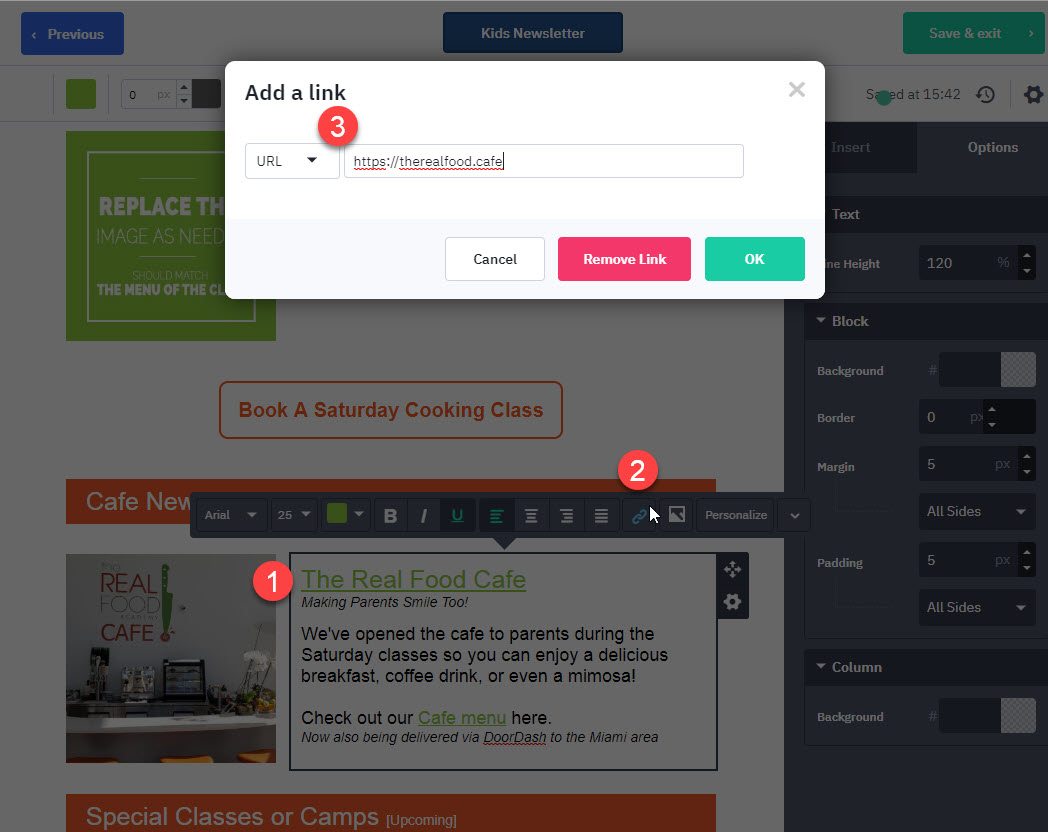 Previous
Kids Newsletter
Save & exit
0 px
Add a link
3
URL
https://therealfood.cafe
Cancel
Remove Link
OK
at 15:42
Insert
Options
Text
Line Height
120 %
Block
Background #
Border
0 px
Margin
5 px
All Sides
Padding
5 px
All Sides
Column
Background #
REPLACE
IMAGE AS
SHOULD MATCH
THE MENU OF THE
Book A Saturday Cooking Class
2
Cafe
Arial 25 B I U Personalize
the
REAL
FOOD
ACADEMY
CAFE
1
The Real Food Cafe
Making Parents Smile Too!
We've opened the cafe to parents during the
Saturday classes so you can enjoy a delicious
breakfast, coffee drink, or even a mimosa!
Check out our Cafe menu here.
Now also being delivered via DoorDash to the Miami area
Special Classes or Camps [Upcoming]